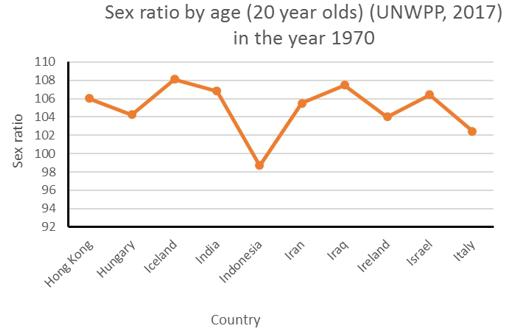 Sex ratio by age (20 year olds) (UNWPP, 2017)
in the year 1970
110
108
106
104
102
100
98
96
94
92
Sex ratio
Hong Kong
Hungary
Iceland
India
Indonesia
Iran
Iraq
Ireland
Israel
Italy
Country